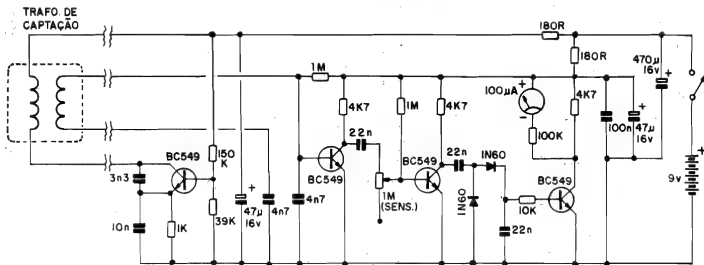 TRAFO. DE
CAPTAÇÃO
180R
180R
470µ
16v
1M
100µA
+
-
4K7
1M
4K7
4K7
100K
100n
+
47µ
16v
+
9v
22n
22n
1N60
BC549
BC549
BC549
BC549
150
K
3n3
1M
(SENS.)
1N60
10K
22n
10n
1K
39K
+
47µ
16v
4n7
4n7
+